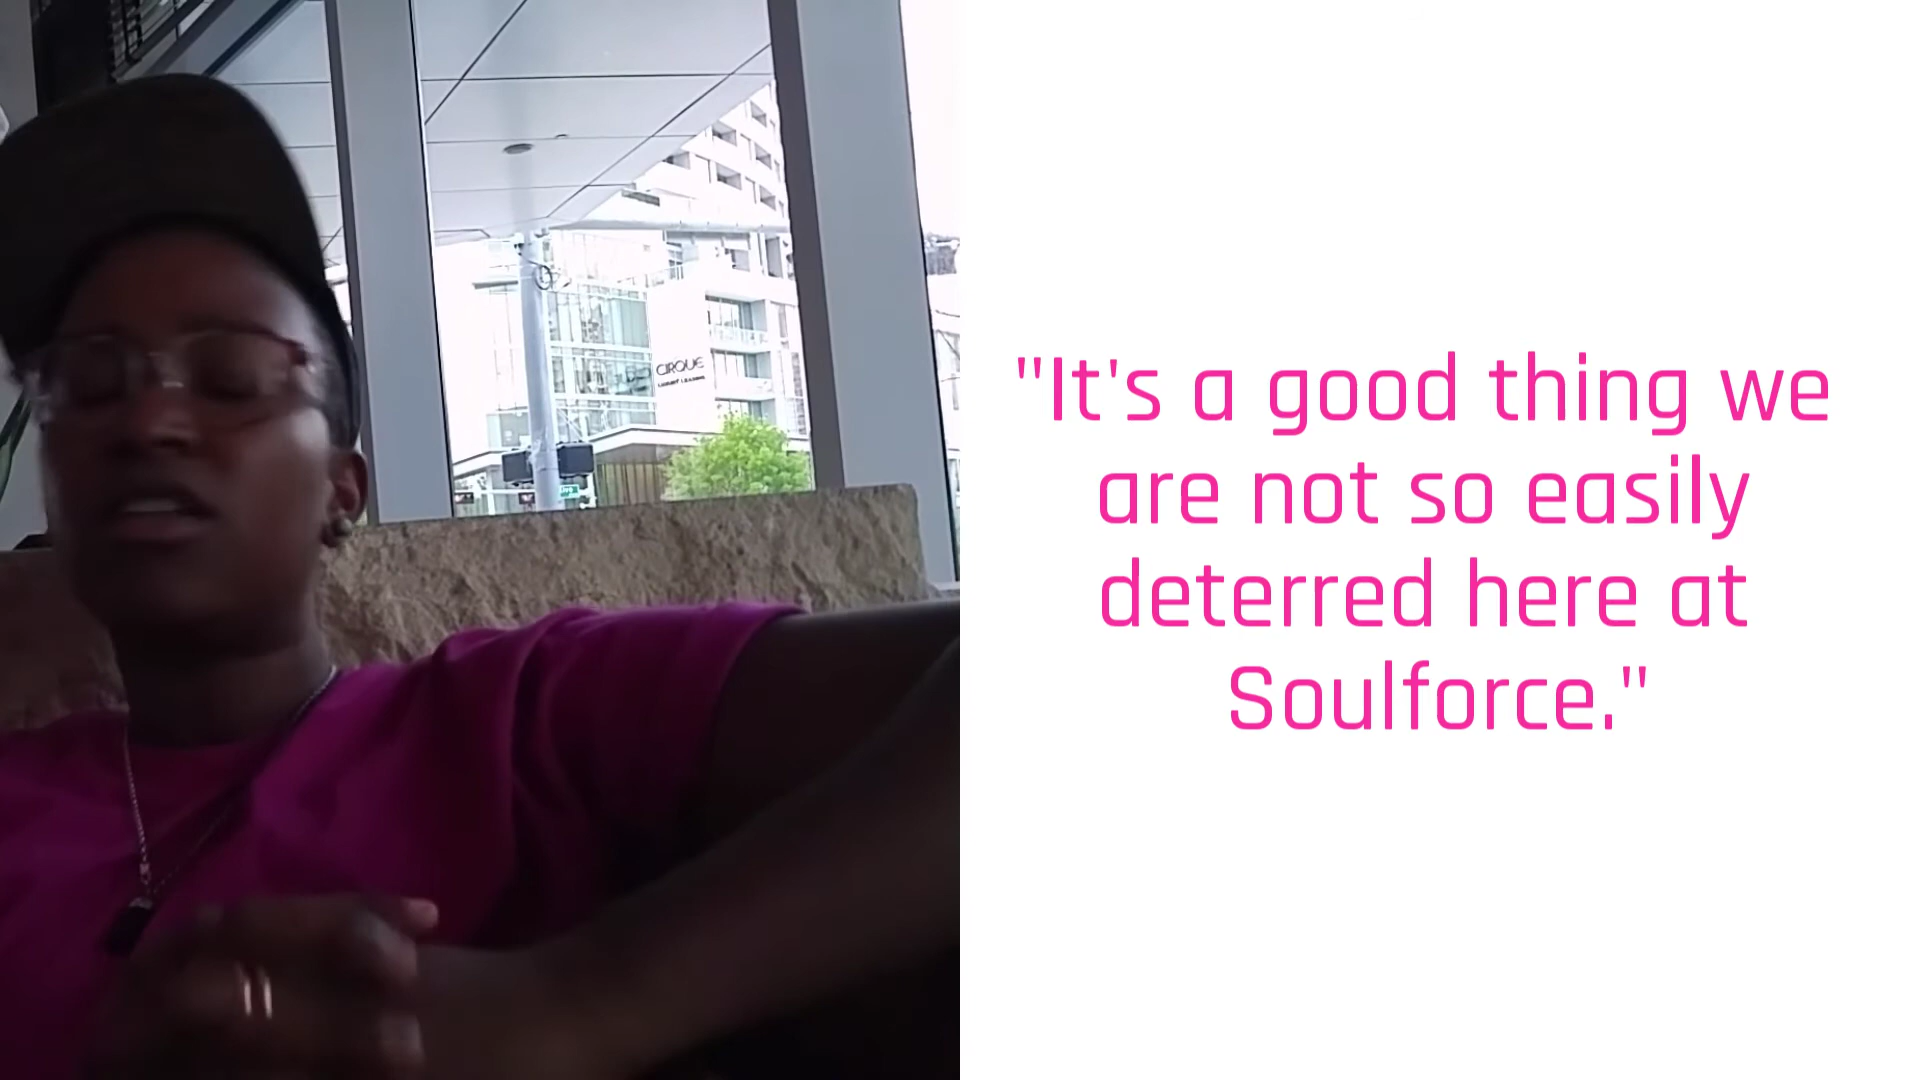 CIRQUE
"It's a good thing we
are not so easily
deterred here at
Soulforce."